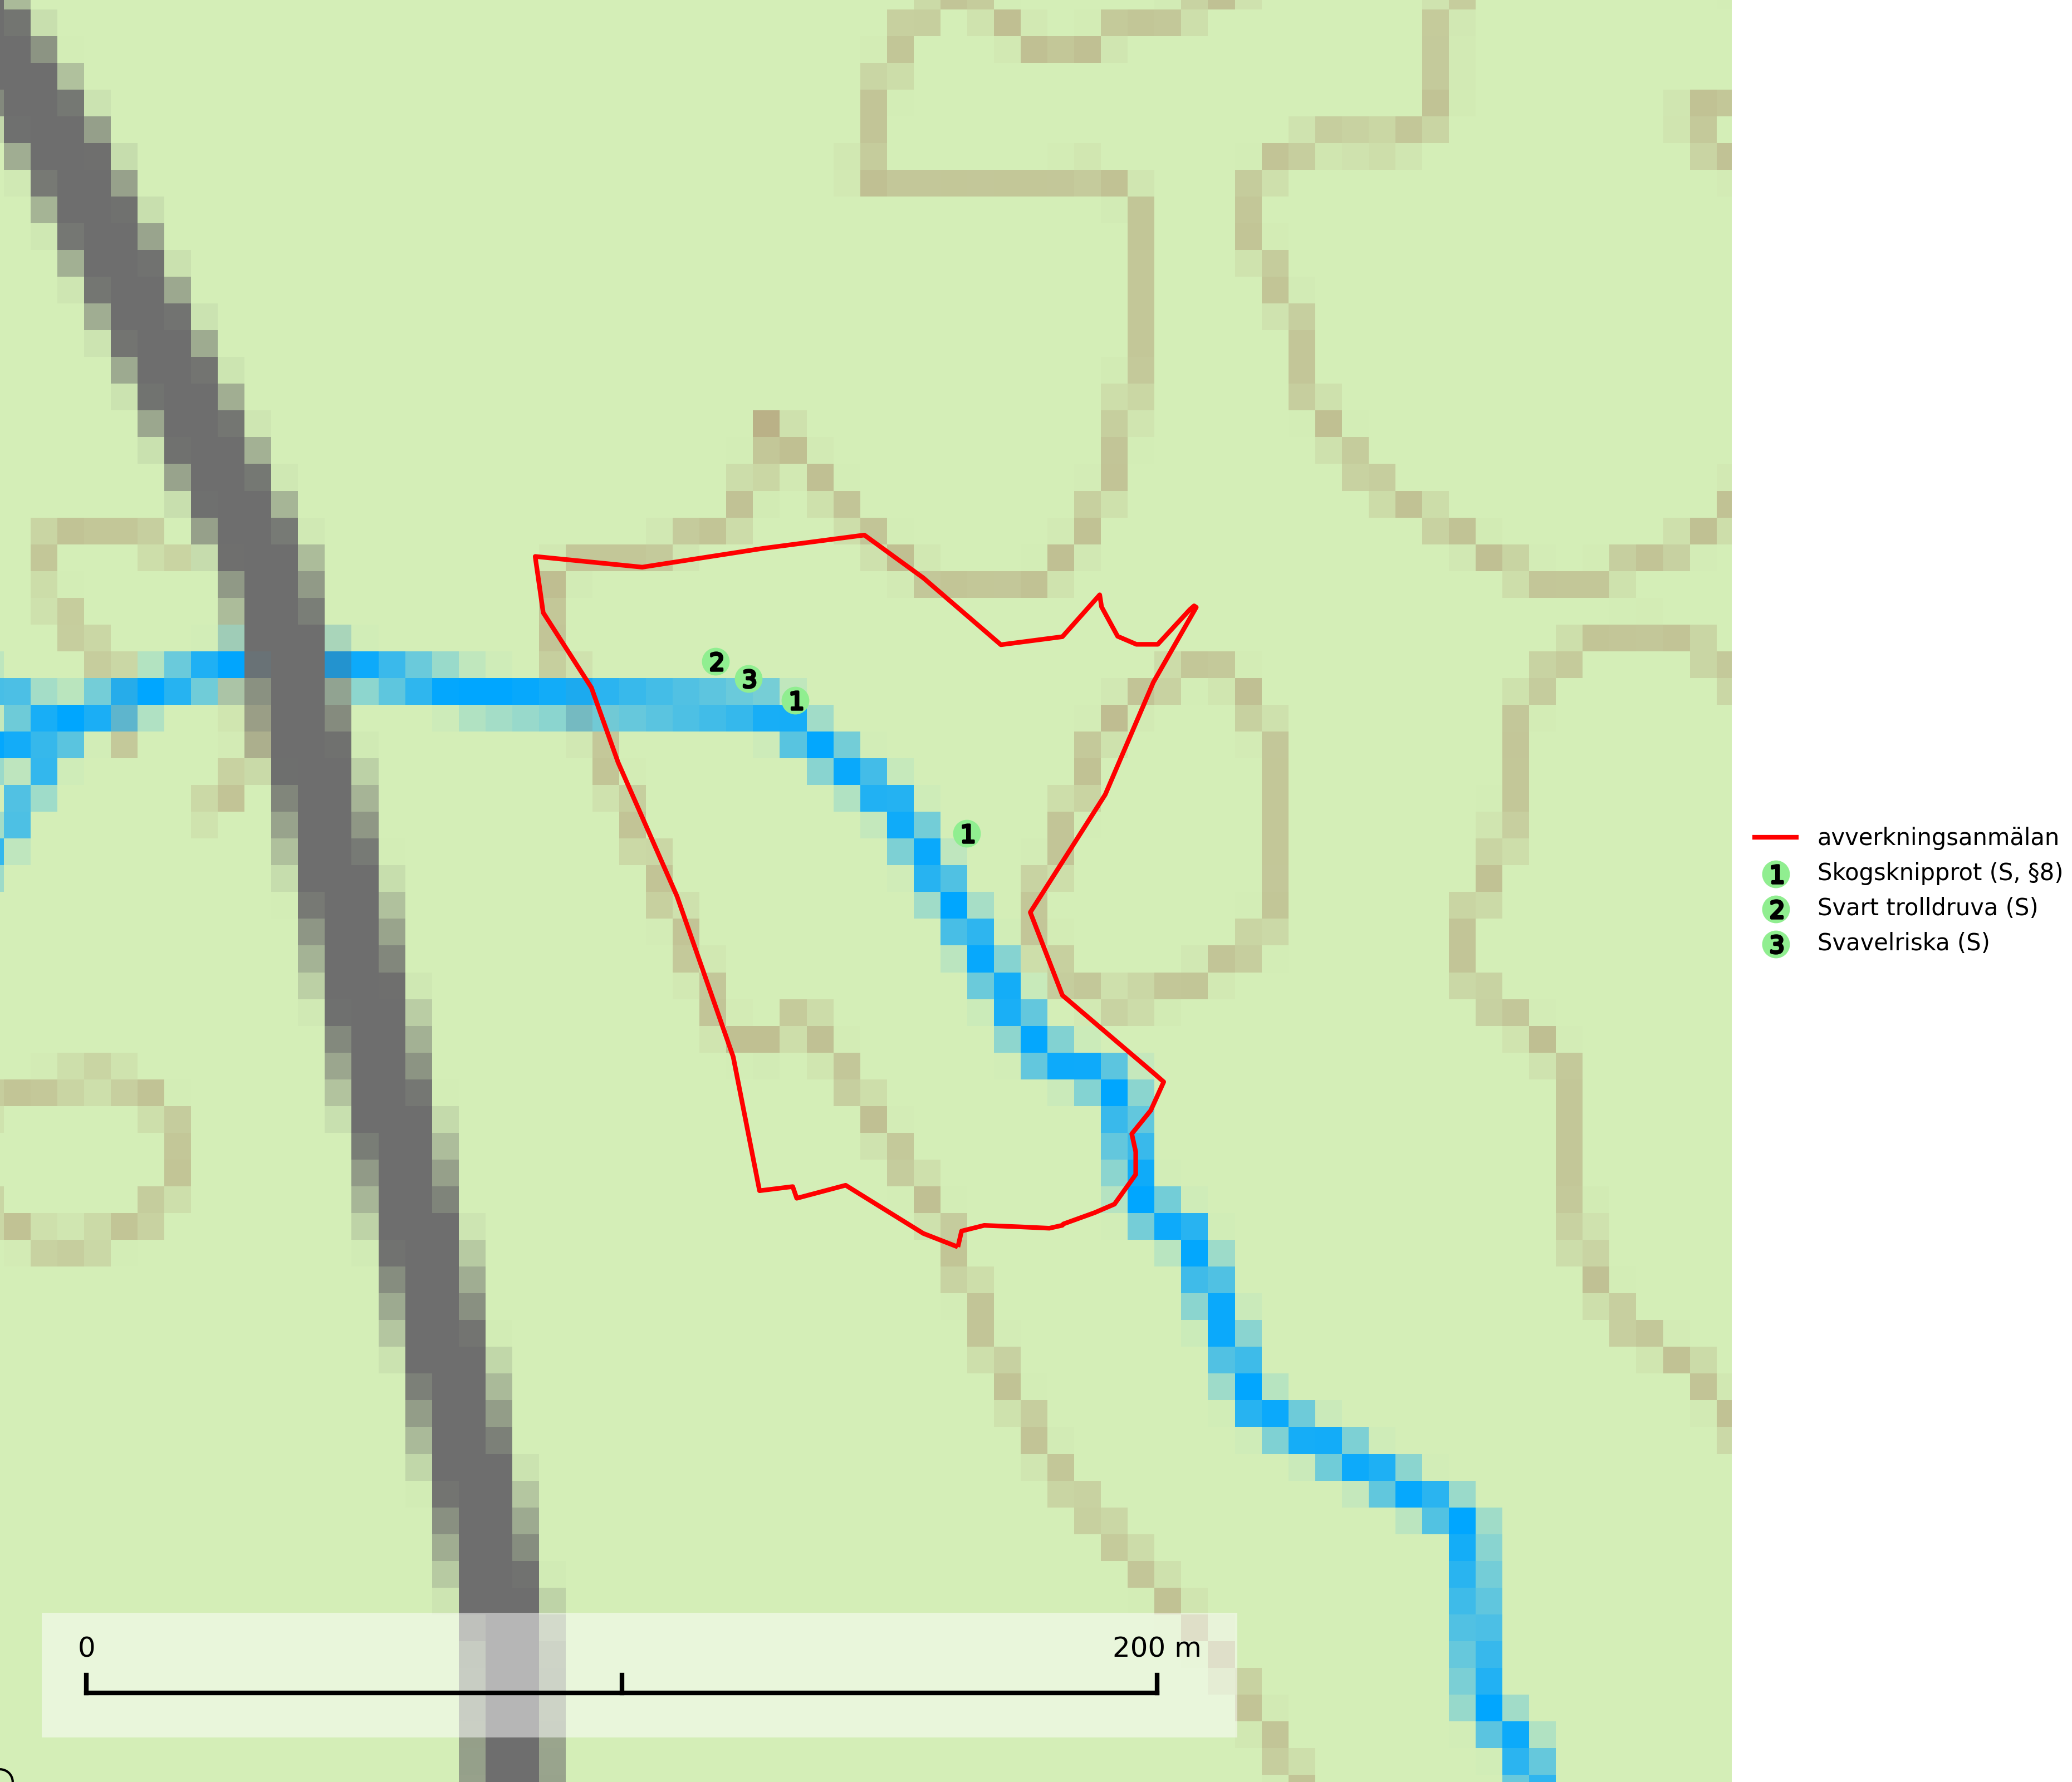 2
3
1
1
avverkningsanmälan
1 Skogsknipprot (S, §8)
2 Svart trolldruva (S)
3 Svavelriska (S)
0 200 m